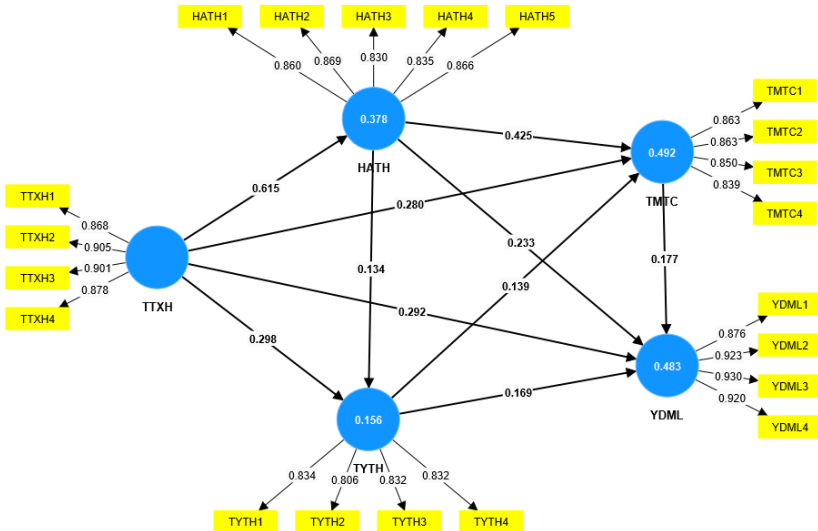 HATH1
HATH2
HATH3
HATH4
HATH5
0.860
0.869
0.830
0.835
0.866
0.378
HATH
TMTC1
TMTC2
TMTC3
TMTC4
0.863
0.863
0.850
0.839
0.492
TMTC
0.425
0.615
0.280
TTXH1
TTXH2
TTXH3
TTXH4
0.868
0.905
0.901
0.878
TTXH
0.233
0.134
0.139
0.177
0.292
0.298
0.169
YDML1
YDML2
YDML3
YDML4
0.876
0.923
0.930
0.920
0.483
YDML
0.156
TYTH
0.834
0.806
0.832
0.832
TYTH1
TYTH2
TYTH3
TYTH4